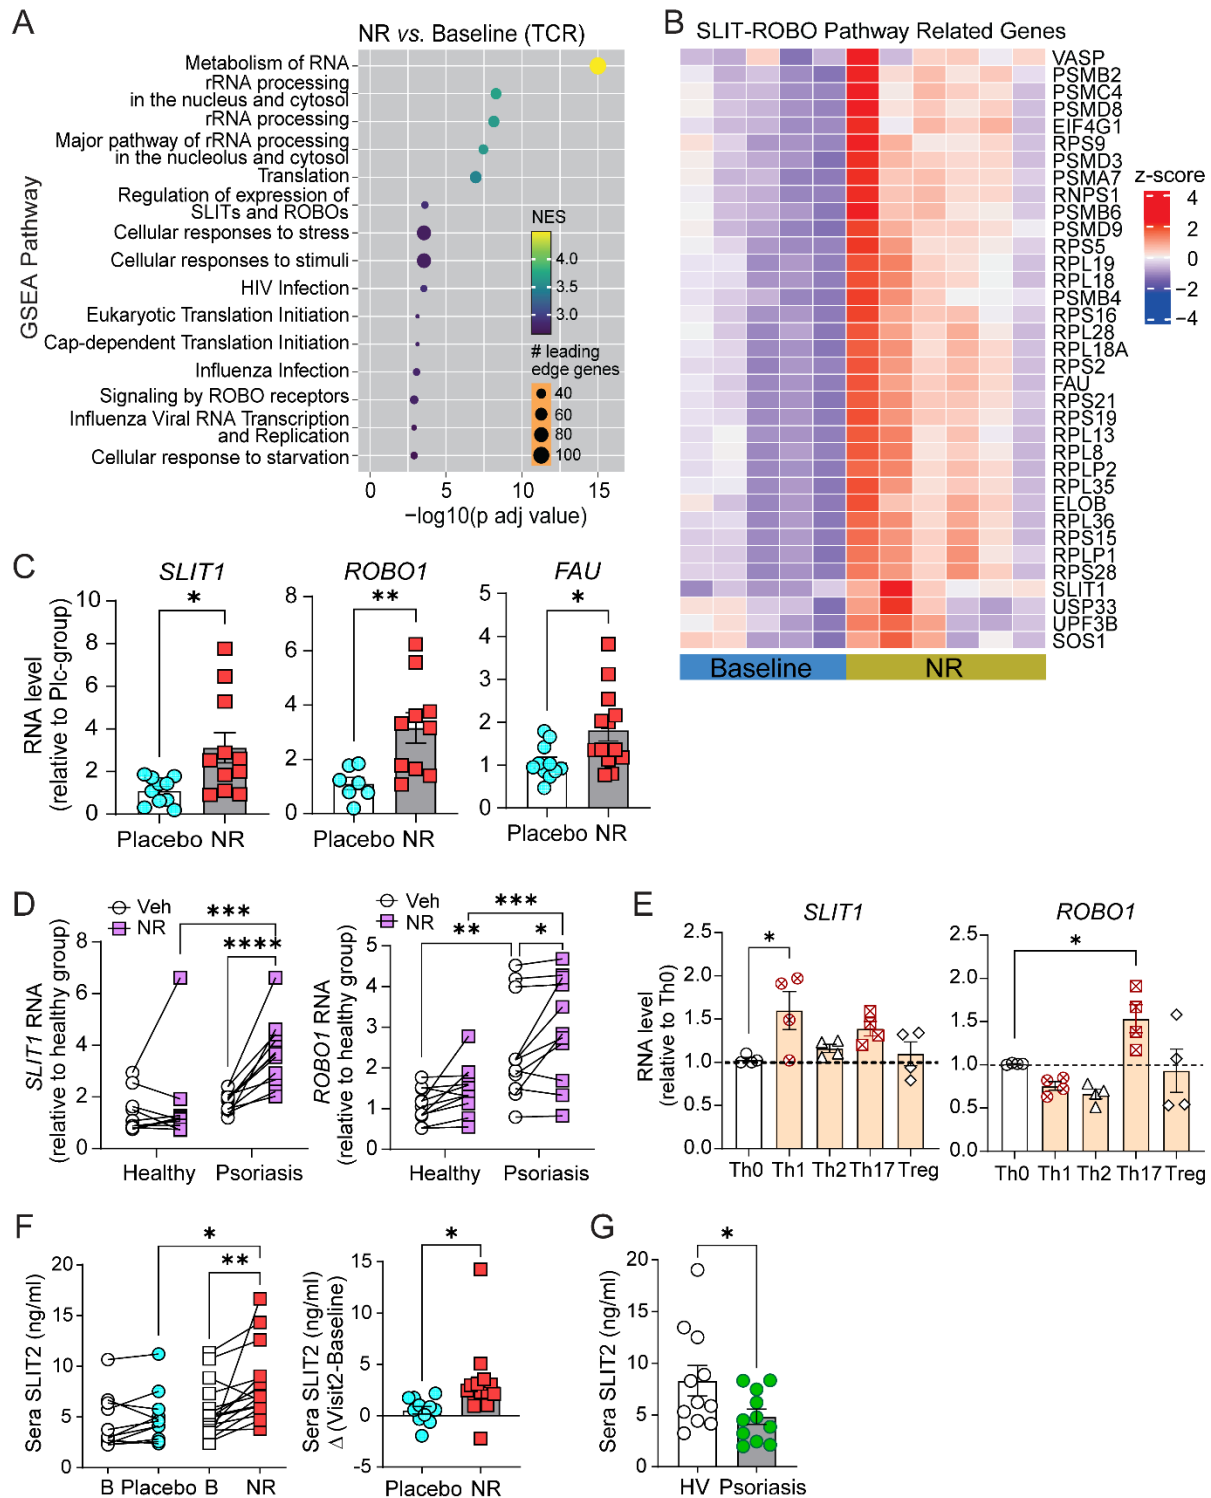 A
NR vs. Baseline (TCR)
GSEA Pathway
Metabolism of RNA
rRNA processing
in the nucleus and cytosol
rRNA processing
Major pathway of rRNA processing
in the nucleolus and cytosol
Translation
Regulation of expression of
SLITs and ROBOs
Cellular responses to stress
Cellular responses to stimuli
HIV Infection
Eukaryotic Translation Initiation
Cap-dependent Translation Initiation
Influenza Infection
Signaling by ROBO receptors
Influenza Viral RNA Transcription
and Replication
Cellular response to starvation
NES
4.0
3.5
3.0
# leading
edge genes
40
60
80
100
0 5 10 15
−log10(p adj value)
B
SLIT-ROBO Pathway Related Genes
VASP
PSMB2
PSMC4
PSMD8
EIF4G1
RPS9
PSMD3
PSMA7
RNPS1
PSMB6
PSMD9
RPS5
RPL19
RPL18
PSMB4
RPS16
RPL28
RPL18A
RPS2
FAU
RPS21
RPS19
RPL13
RPL8
RPLP2
RPL35
ELOB
RPL36
RPS15
RPLP1
RPS28
SLIT1
USP33
UPF3B
SOS1
Baseline NR
z-score
4
2
0
−2
−4
C
RNA level
(relative to Plc-group)
SLIT1
*
10
8
6
4
2
0
Placebo NR
ROBO1
**
8
6
4
2
0
Placebo NR
FAU
*
5
4
3
2
1
0
Placebo NR
D
SLIT1 RNA
(relative to healthy group)
Veh
NR
***
****
8
6
4
2
0
Healthy Psoriasis
ROBO1 RNA
(relative to healthy group)
Veh
NR
***
** *
5
4
3
2
1
0
Healthy Psoriasis
E
RNA level
(relative to Th0)
SLIT1
*
2.5
2.0
1.5
1.0
0.5
0.0
Th0 Th1 Th2 Th17 Treg
ROBO1
*
2.5
2.0
1.5
1.0
0.5
0.0
Th0 Th1 Th2 Th17 Treg
F
Sera SLIT2 (ng/ml)
*
**
20
15
10
5
0
B Placebo B NR
Sera SLIT2 (ng/ml)
Δ (Visit2-Baseline)
*
15
10
5
0
−5
Placebo NR
G
Sera SLIT2 (ng/ml)
*
20
15
10
5
0
HV Psoriasis